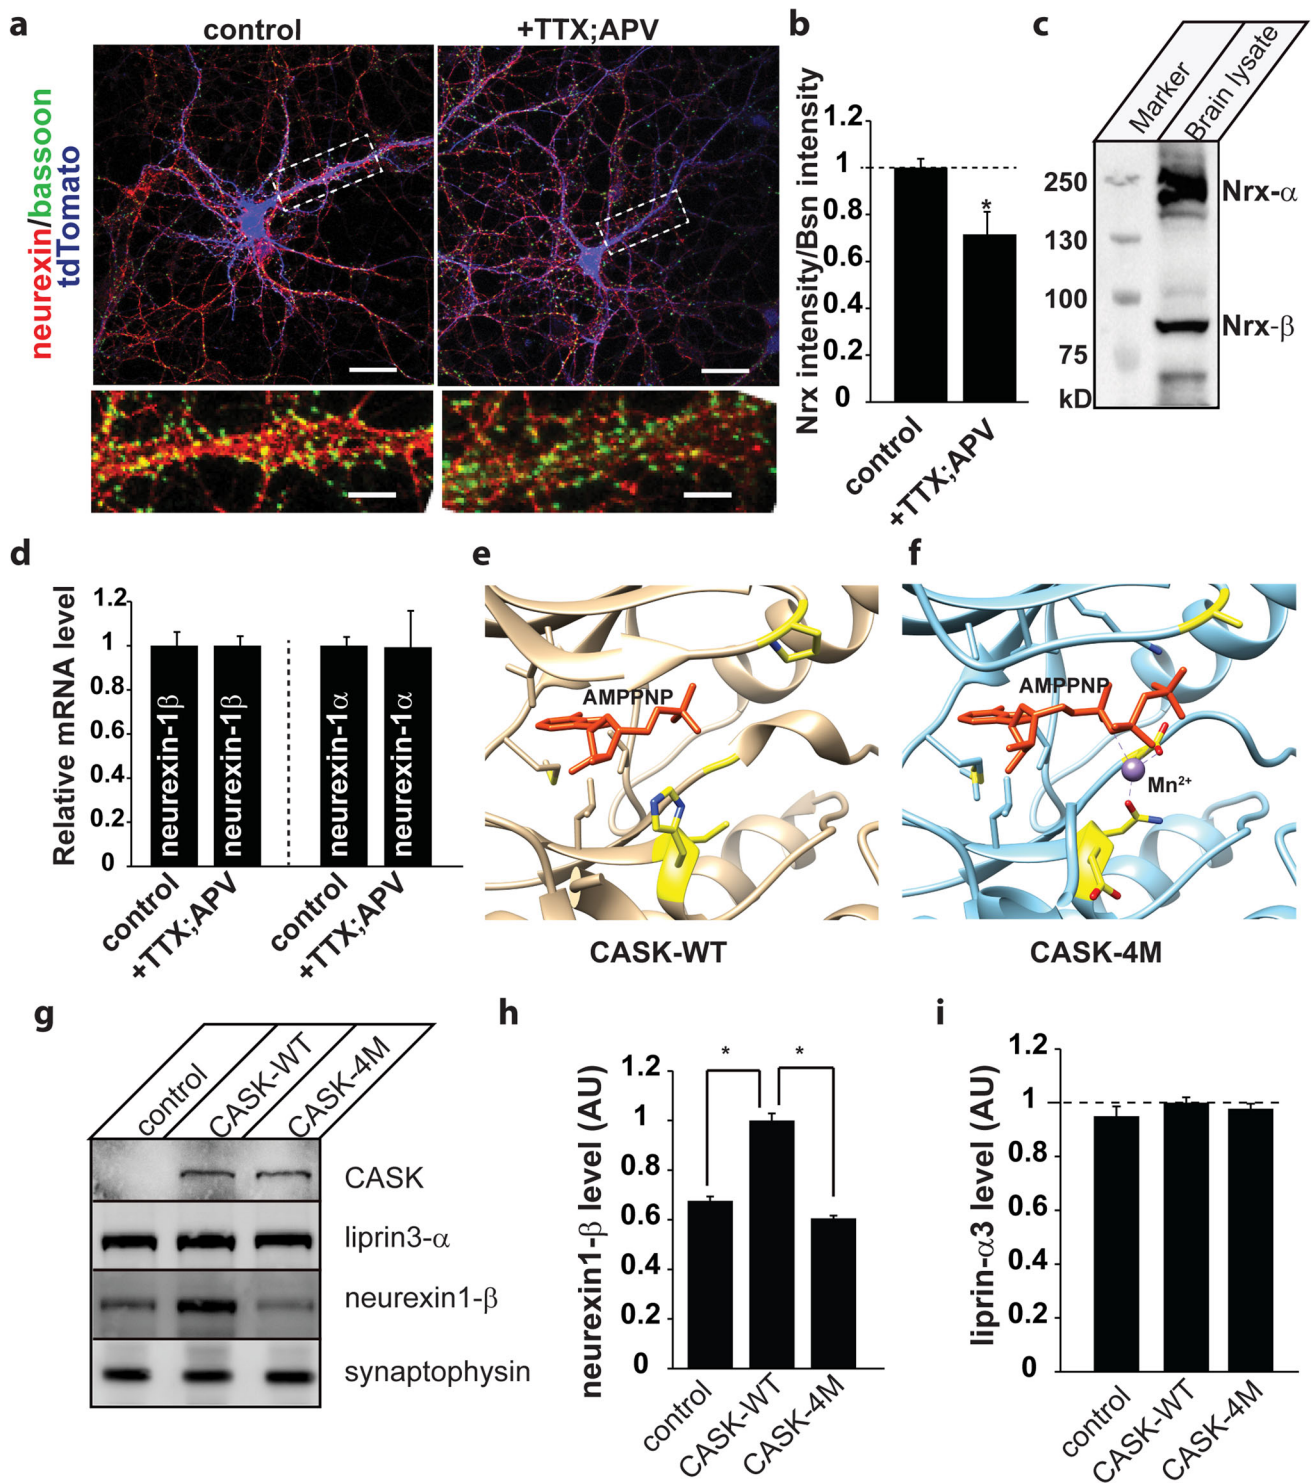 a
control
+TTX;APV
neurexin/bassoon
tdTomato
b
Nrx intensity/Bsn intensity
1.2
1
0.8
0.6
0.4
0.2
0
*
control
+TTX;APV
c
Marker
Brain lysate
250
130
100
75
kD
Nrx-α
Nrx-β
d
Relative mRNA level
1.2
1
0.8
0.6
0.4
0.2
0
neurexin-1β
neurexin-1β
neurexin-1α
neurexin-1α
control
+TTX;APV
control
+TTX;APV
e
AMPPNP
CASK-WT
f
AMPPNP
Mn²⁺
CASK-4M
g
control
CASK-WT
CASK-4M
CASK
liprin3-α
neurexin1-β
synaptophysin
h
neurexin1-β level (AU)
1.2
1
0.8
0.6
0.4
0.2
0
*
*
control
CASK-WT
CASK-4M
i
liprin-α3 level (AU)
1.2
1
0.8
0.6
0.4
0.2
0
control
CASK-WT
CASK-4M